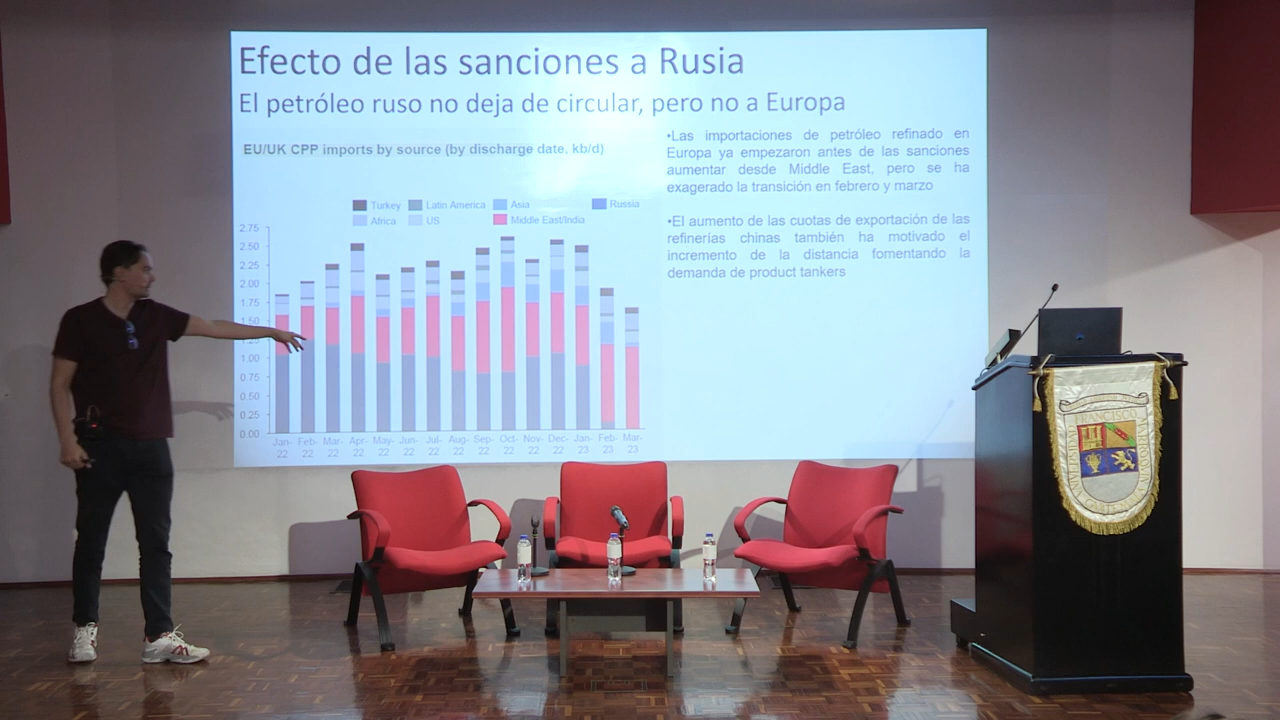 Efecto de las sanciones a Rusia
El petróleo ruso no deja de circular, pero no a Europa
EU/UK CPP imports by source (by discharge date, kb/d)
Turkey Latin America Asia Russia
Africa US Middle East/India
2.75
2.50
2.25
2.00
1.75
1.50
1.00
0.75
0.50
0.25
0.00
Jan- Feb- Mar- Apr- May- Jun- Jul- Aug- Sep- Oct- Nov- Dec- Jan- Feb- Mar-
22 22 22 22 22 22 22 22 22 22 22 22 23 23 23
•Las importaciones de petróleo refinado en
Europa ya empezaron antes de las sanciones
aumentar desde Middle East, pero se ha
exagerado la transición en febrero y marzo
•El aumento de las cuotas de exportación de las
refinerías chinas también ha motivado el
incremento de la distancia fomentando la
demanda de product tankers
FRANCISCO